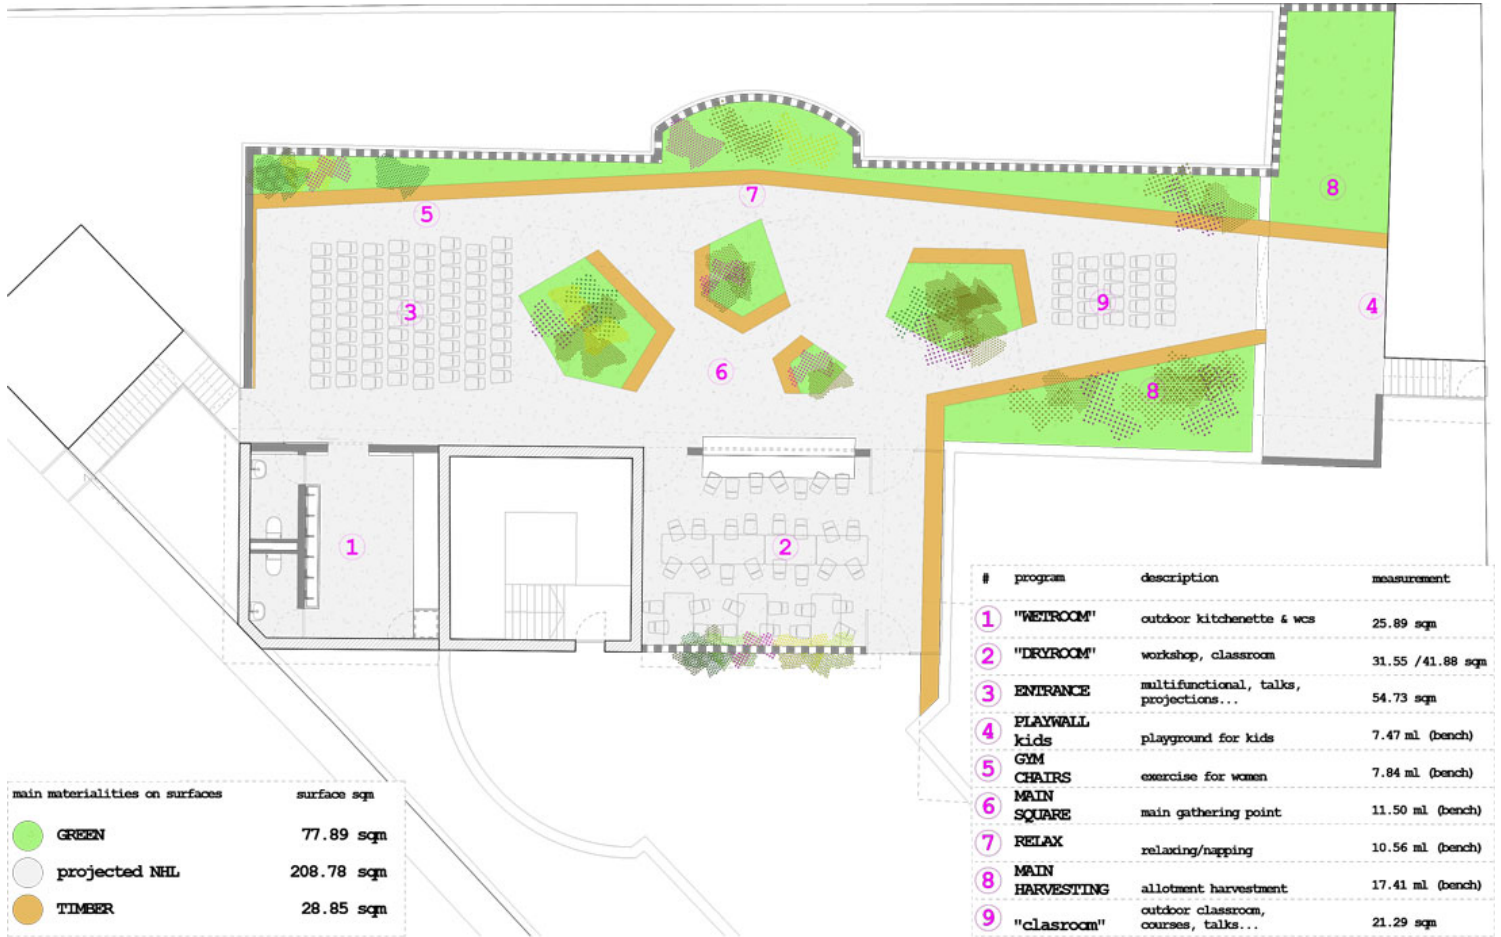 5
7
8
3
9
4
6
8
1
2
# program description measurement
1 "WETROOM" outdoor kitchenette & wcs 25.89 sqm
2 "DRYROOM" workshop, classroom 31.55 /41.88 sqm
3 ENTRANCE multifunctional, talks,
projections... 54.73 sqm
4 PLAYWALL
kids playground for kids 7.47 ml (bench)
5 GYM
CHAIRS exercise for women 7.84 ml (bench)
6 MAIN
SQUARE main gathering point 11.50 ml (bench)
7 RELAX relaxing/napping 10.56 ml (bench)
8 MAIN
HARVESTING allotment harvestment 17.41 ml (bench)
9 "clasroom" outdoor classroom,
courses, talks... 21.29 sqm
main materialities on surfaces surface sqm
GREEN 77.89 sqm
projected NHL 208.78 sqm
TIMBER 28.85 sqm